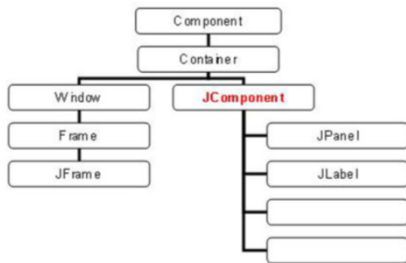 Component
Container
Window
JComponent
Frame
JPanel
JFrame
JLabel